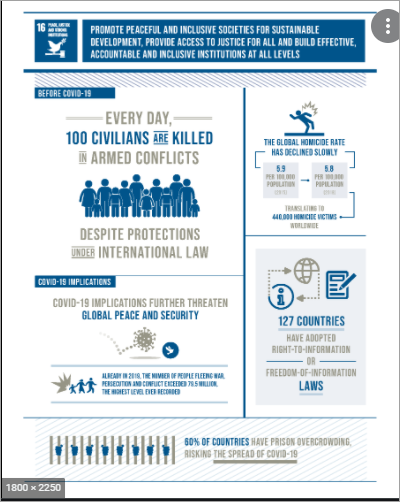 16 PEACE, JUSTICE
AND STRONG
INSTITUTIONS
PROMOTE PEACEFUL AND INCLUSIVE SOCIETIES FOR SUSTAINABLE
DEVELOPMENT, PROVIDE ACCESS TO JUSTICE FOR ALL AND BUILD EFFECTIVE,
ACCOUNTABLE AND INCLUSIVE INSTITUTIONS AT ALL LEVELS
BEFORE COVID-19
EVERY DAY,
100 CIVILIANS ARE KILLED
IN ARMED CONFLICTS
DESPITE PROTECTIONS
UNDER INTERNATIONAL LAW
THE GLOBAL HOMICIDE RATE
HAS DECLINED SLOWLY
5.9
PER 100,000
POPULATION
5.8
PER 100,000
POPULATION
TRANSLATING TO
440,000 HOMICIDE VICTIMS
WORLDWIDE
COVID-19 IMPLICATIONS
COVID-19 IMPLICATIONS FURTHER THREATEN
GLOBAL PEACE AND SECURITY
ALREADY IN 2019, THE NUMBER OF PEOPLE FLEEING WAR,
PERSECUTION AND CONFLICT EXCEEDED 79.5 MILLION,
THE HIGHEST LEVEL EVER RECORDED
127 COUNTRIES
HAVE ADOPTED
RIGHT-TO-INFORMATION
OR
FREEDOM-OF-INFORMATION
LAWS
60% OF COUNTRIES HAVE PRISON OVERCROWDING,
RISKING THE SPREAD OF COVID-19
1800 × 2250